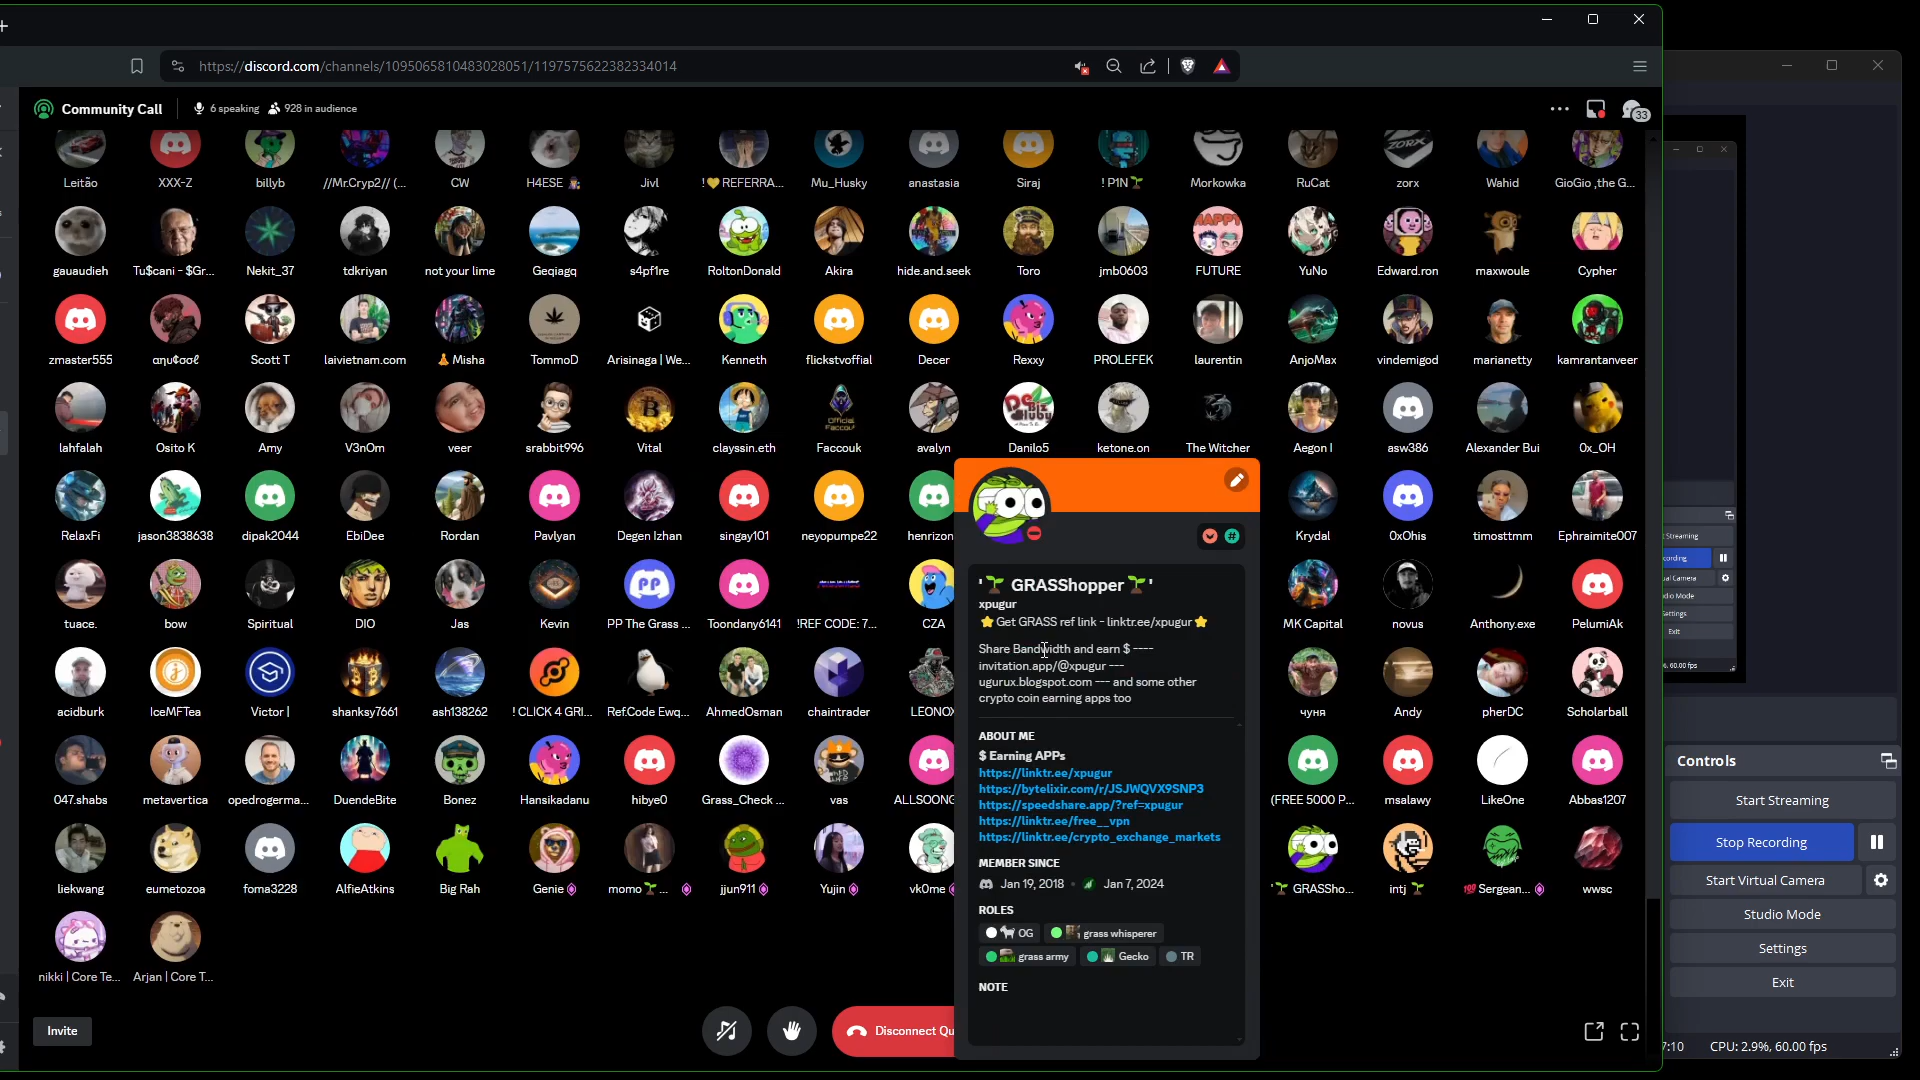 https://discord.com/channels/1095065810483028051/1197575622382334014
Community Call
6 speaking
928 in audience
33
Leitão
XXX-Z
billyb
//Mr.Cryp2// (...
CW
H4ESE
Jivl
!💛 REFERRA...
Mu_Husky
anastasia
Siraj
! P1N🌱
Morkowka
RuCat
zorx
Wahid
GioGio ,the G...
gauaudieh
Tu$cani - $Gr...
Nekit_37
tdkriyan
not your lime
Geqiagq
s4pf1re
RoltonDonald
Akira
hide.and.seek
Toro
jmb0603
FUTURE
YuNo
Edward.ron
maxwoule
Cypher
zmaster555
αηυ¢σσℓ
Scott T
laivietnam.com
Misha
TommoD
Arisinaga | We...
Kenneth
flickstvoffial
Decer
Rexxy
PROLEFEK
laurentin
AnjoMax
vindemigod
marianetty
kamrantanveer
lahfalah
Osito K
Amy
V3nOm
veer
srabbit996
Vital
clayssin.eth
Faccouk
avalyn
Danilo5
ketone.on
The Witcher
Aegon I
asw386
Alexander Bui
0x_OH
RelaxFi
jason3838638
dipak2044
EbiDee
Rordan
Pavlyan
Degen Izhan
singay101
neyopumpe22
henrizon
Krydal
0xOhis
timosttmm
Ephraimite007
tuace.
bow
Spiritual
DIO
Jas
Kevin
PP The Grass ...
Toondany6141
!REF CODE: 7...
CZA
MK Capital
novus
Anthony.exe
PelumiAk
acidburk
IceMFTea
Victor |
shanksy7661
ash138262
! CLICK 4 GRI...
Ref.Code Ewq...
AhmedOsman
chaintrader
LEONOX
чуня
Andy
pherDC
Scholarball
047.shabs
metavertica
opedrogerma...
DuendeBite
Bonez
Hansikadanu
hibye0
Grass_Check ...
vas
ALLSOONG
(FREE 5000 P...
msalawy
LikeOne
Abbas1207
liekwang
eumetozoa
foma3228
AlfieAtkins
Big Rah
Genie
momo🌱...
jjun911
Yujin
vk0me
'🌱 GRASSho...
intj 🌱
💯Sergean...
wwsc
nikki | Core Te...
Arjan | Core T...
'🌱 GRASShopper🌱'
xpugur
⭐Get GRASS ref link - linktr.ee/xpugur⭐
Share Bandwidth and earn $ ----
invitation.app/@xpugur ---
ugurux.blogspot.com --- and some other
crypto coin earning apps too
ABOUT ME
$ Earning APPs
https://linktr.ee/xpugur
https://bytelixir.com/r/JSJWQVX9SNP3
https://speedshare.app/?ref=xpugur
https://linktr.ee/free__vpn
https://linktr.ee/crypto_exchange_markets
MEMBER SINCE
Jan 19, 2018 • Jan 7, 2024
ROLES
OG
grass whisperer
grass army
Gecko
TR
NOTE
Invite
Disconnect Qu
Controls
Start Streaming
Stop Recording
Start Virtual Camera
Studio Mode
Settings
Exit
7:10
CPU: 2.9%, 60.00 fps